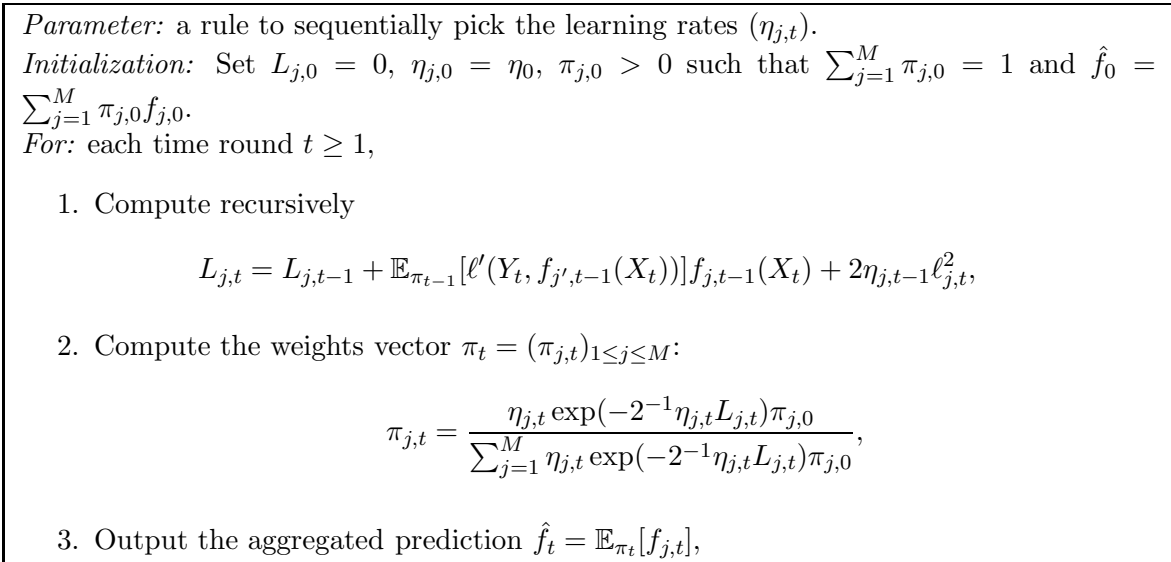 Parameter: a rule to sequentially pick the learning rates (η_{j,t}).
Initialization: Set L_{j,0} = 0, η_{j,0} = η_0, π_{j,0} > 0 such that ∑_{j=1}^{M} π_{j,0} = 1 and f̂_0 =
∑_{j=1}^{M} π_{j,0} f_{j,0}.
For: each time round t ≥ 1,
1. Compute recursively
L_{j,t} = L_{j,t−1} + 𝔼_{π_{t−1}}[ℓ′(Y_t, f_{j′,t−1}(X_t))] f_{j,t−1}(X_t) + 2η_{j,t−1} ℓ_{j,t}^2,
2. Compute the weights vector π_t = (π_{j,t})_{1≤j≤M}:
π_{j,t} = \frac{η_{j,t} exp(−2^{−1} η_{j,t} L_{j,t}) π_{j,0}}{∑_{j=1}^{M} η_{j,t} exp(−2^{−1} η_{j,t} L_{j,t}) π_{j,0}},
3. Output the aggregated prediction f̂_t = 𝔼_{π_t}[f_{j,t}],